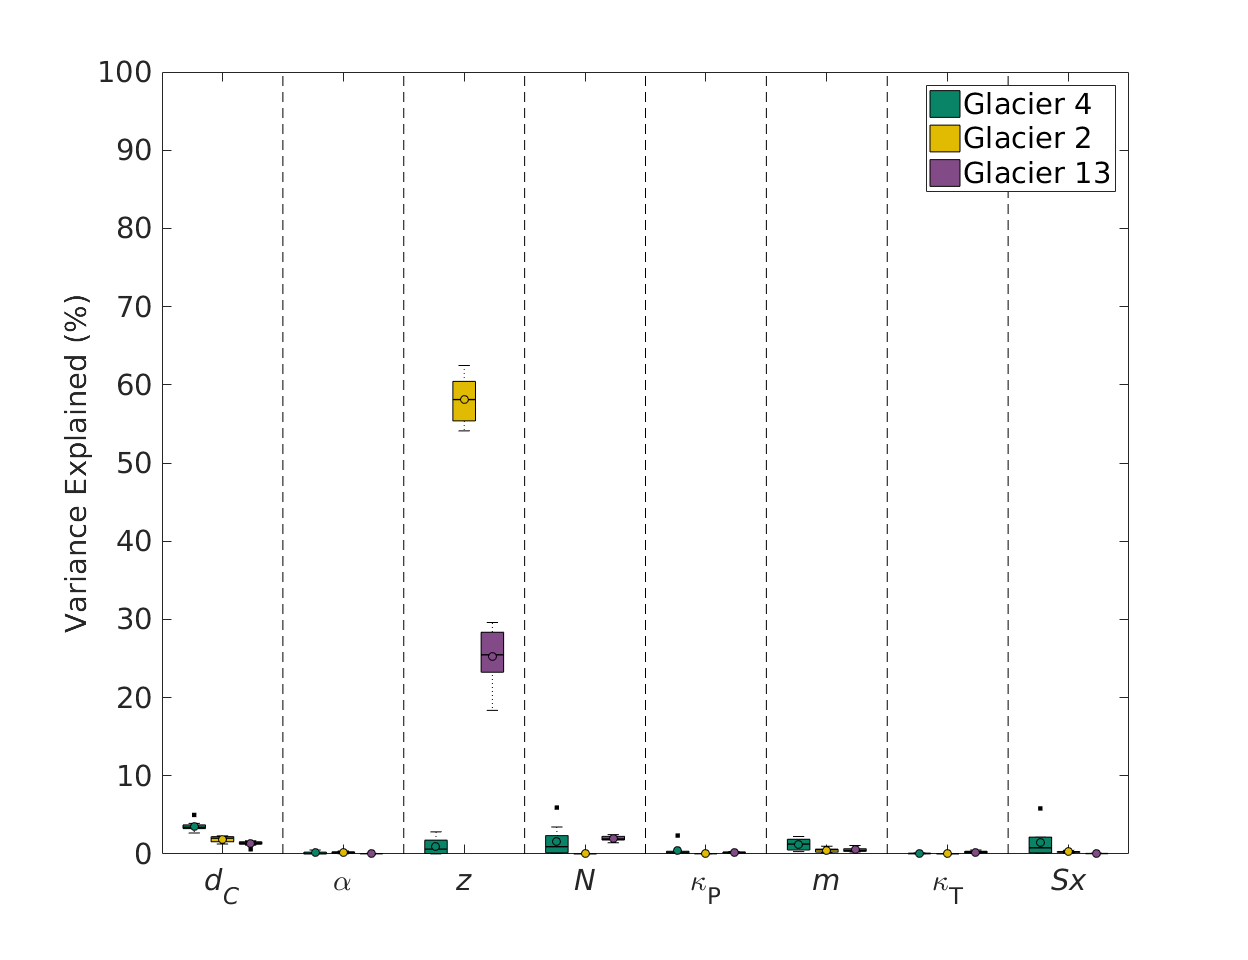 100
90
80
70
60
50
40
30
20
10
0
Variance Explained (%)
Glacier 4
Glacier 2
Glacier 13
d_C α z N κ_P m κ_T Sx